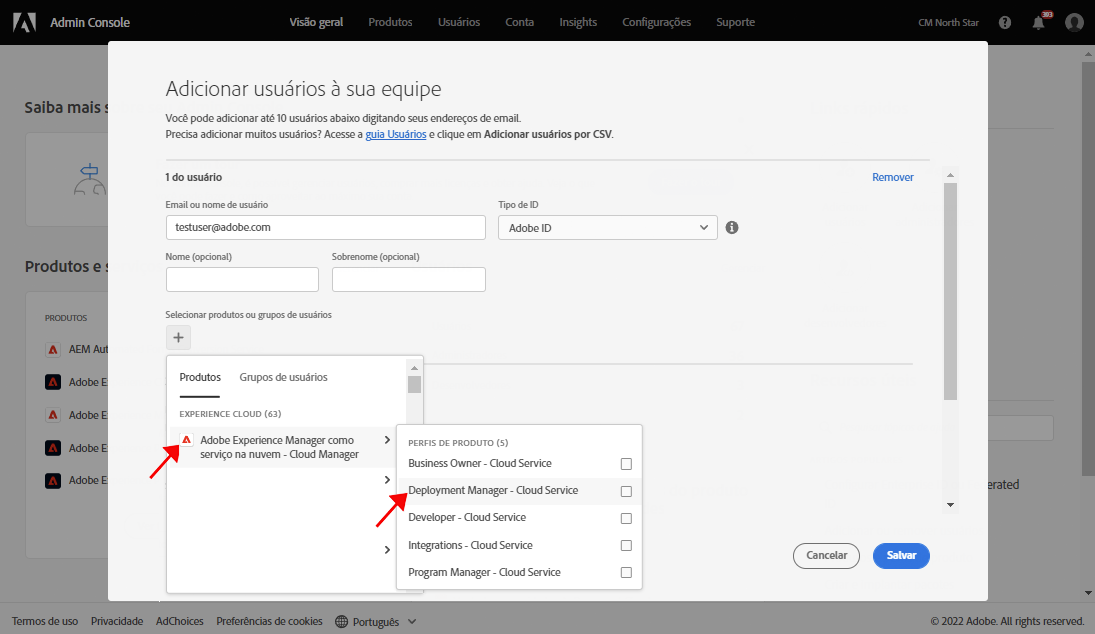 Admin Console
Visão geral
Produtos
Usuários
Conta
Insights
Configurações
Suporte
CM North Star
393
Adicionar usuários à sua equipe
Você pode adicionar até 10 usuários abaixo digitando seus endereços de email.
Precisa adicionar muitos usuários? Acesse a guia Usuários e clique em Adicionar usuários por CSV.
Saiba mais s
1 do usuário
Remover
Email ou nome de usuário
Tipo de ID
testuser@adobe.com
Adobe ID
Nome (opcional)
Sobrenome (opcional)
Produtos e s
Selecionar produtos ou grupos de usuários
+
PRODUTOS
AEM Aut
Adobe E
Adobe E
Adobe E
Adobe E
Produtos
Grupos de usuários
EXPERIENCE CLOUD (63)
Adobe Experience Manager como
serviço na nuvem - Cloud Manager
PERFIS DE PRODUTO (5)
Business Owner - Cloud Service
Deployment Manager - Cloud Service
Developer - Cloud Service
Integrations - Cloud Service
Program Manager - Cloud Service
erated
Cancelar
Salvar
Termos de uso
Privacidade
AdChoices
Preferências de cookies
Português
© 2022 Adobe. All rights reserved.